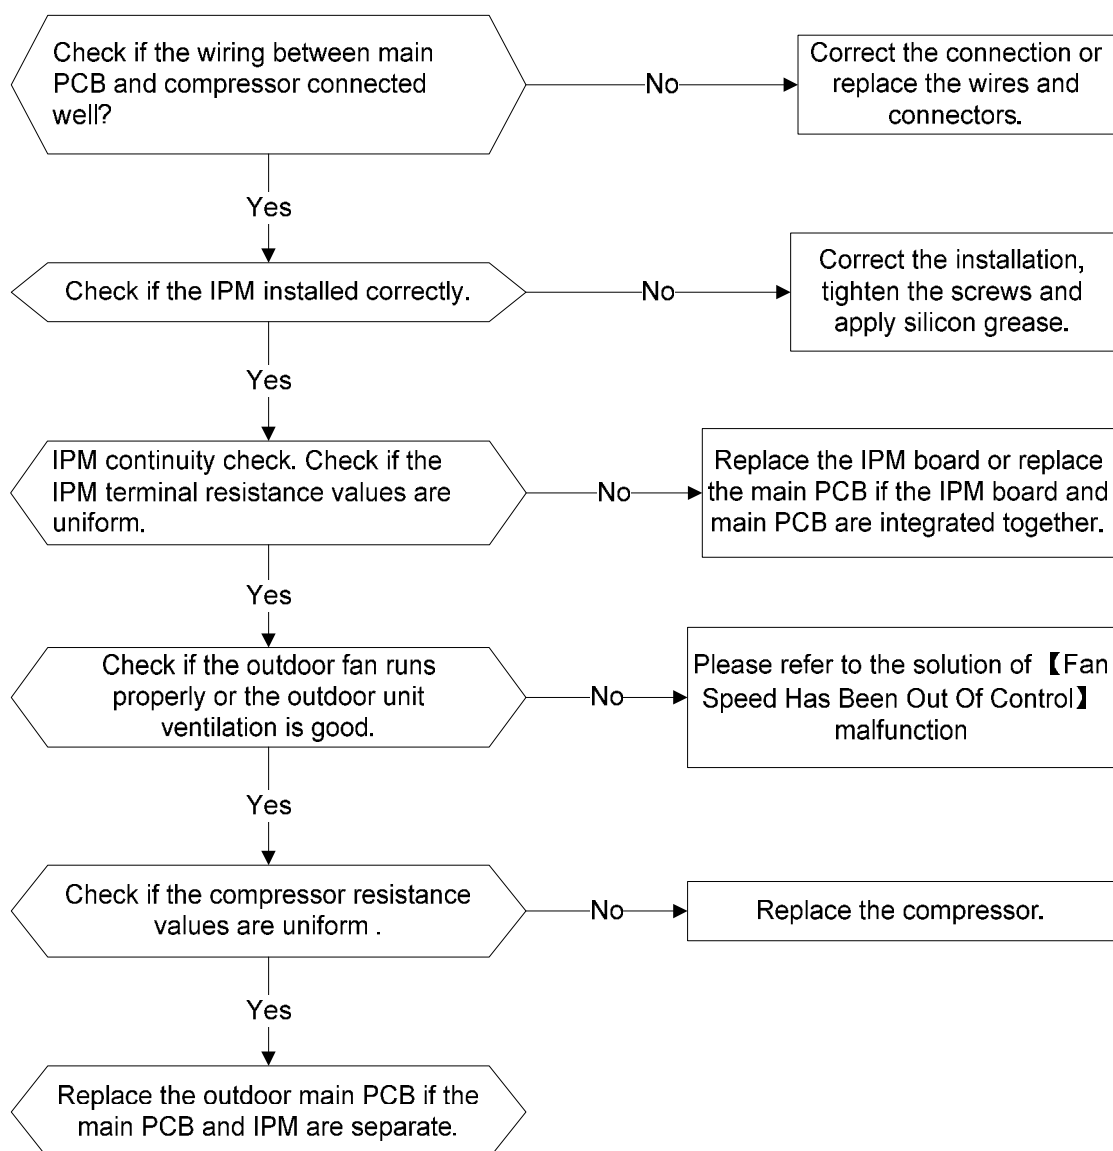 Check if the wiring between main
PCB and compressor connected
well?
No
Correct the connection or
replace the wires and
connectors.
Yes
Check if the IPM installed correctly.
No
Correct the installation,
tighten the screws and
apply silicon grease.
Yes
IPM continuity check. Check if the
IPM terminal resistance values are
uniform.
No
Replace the IPM board or replace
the main PCB if the IPM board and
main PCB are integrated together.
Yes
Check if the outdoor fan runs
properly or the outdoor unit
ventilation is good.
No
Please refer to the solution of【Fan
Speed Has Been Out Of Control】
malfunction
Yes
Check if the compressor resistance
values are uniform .
No
Replace the compressor.
Yes
Replace the outdoor main PCB if the
main PCB and IPM are separate.